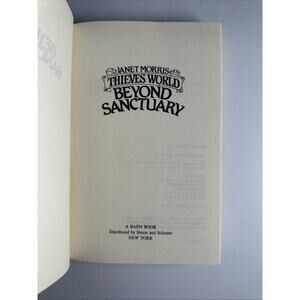 JANET MORRIS
THIEVES WORLD
BEYOND
SANCTUARY
A BAEN BOOK
Distributed by Simon and Schuster
NEW YORK